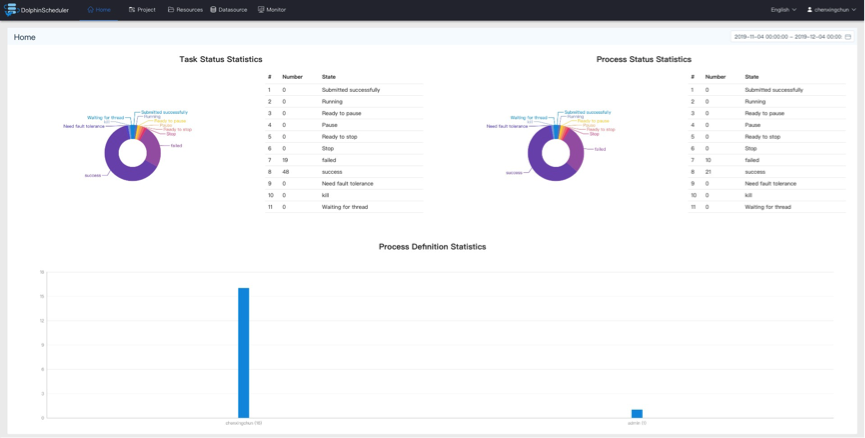 DolphinScheduler Home Project Resources Datasource Monitor English chenxingchun
Home 2019-11-04 00:00:00 - 2019-12-04 00:00
Task Status Statistics
Submitted successfully
Running
Waiting for thread
kill
Ready to pause
Pause
Need fault tolerance
Ready to stop
Stop
failed
success
# Number State
1 0 Submitted successfully
2 0 Running
3 0 Ready to pause
4 0 Pause
5 0 Ready to stop
6 0 Stop
7 19 failed
8 48 success
9 0 Need fault tolerance
10 0 kill
11 0 Waiting for thread
Process Status Statistics
Submitted successfully
Running
Waiting for thread
kill
Ready to pause
Pause
Need fault tolerance
Ready to stop
Stop
failed
success
# Number State
1 0 Submitted successfully
2 0 Running
3 0 Ready to pause
4 0 Pause
5 0 Ready to stop
6 0 Stop
7 10 failed
8 21 success
9 0 Need fault tolerance
10 0 kill
11 0 Waiting for thread
Process Definition Statistics
15
12
9
6
3
0
admin (1)